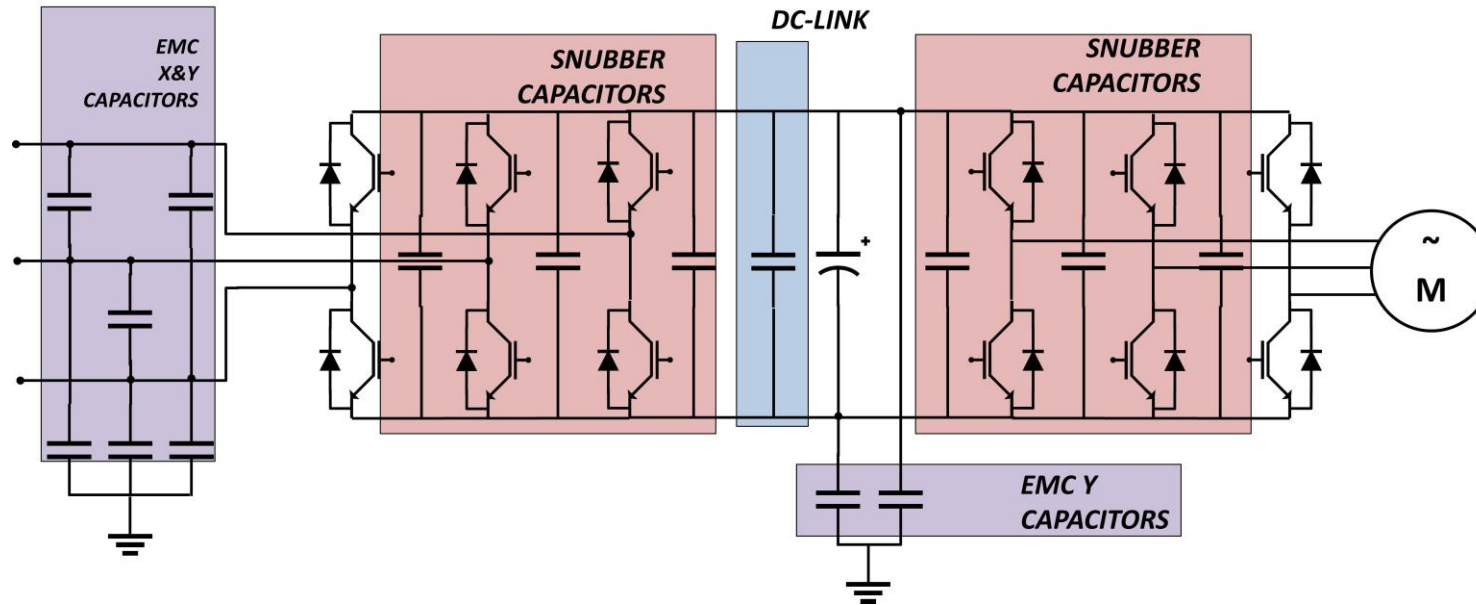 EMC
X&Y
CAPACITORS
SNUBBER
CAPACITORS
DC-LINK
SNUBBER
CAPACITORS
+
~
M
EMC Y
CAPACITORS